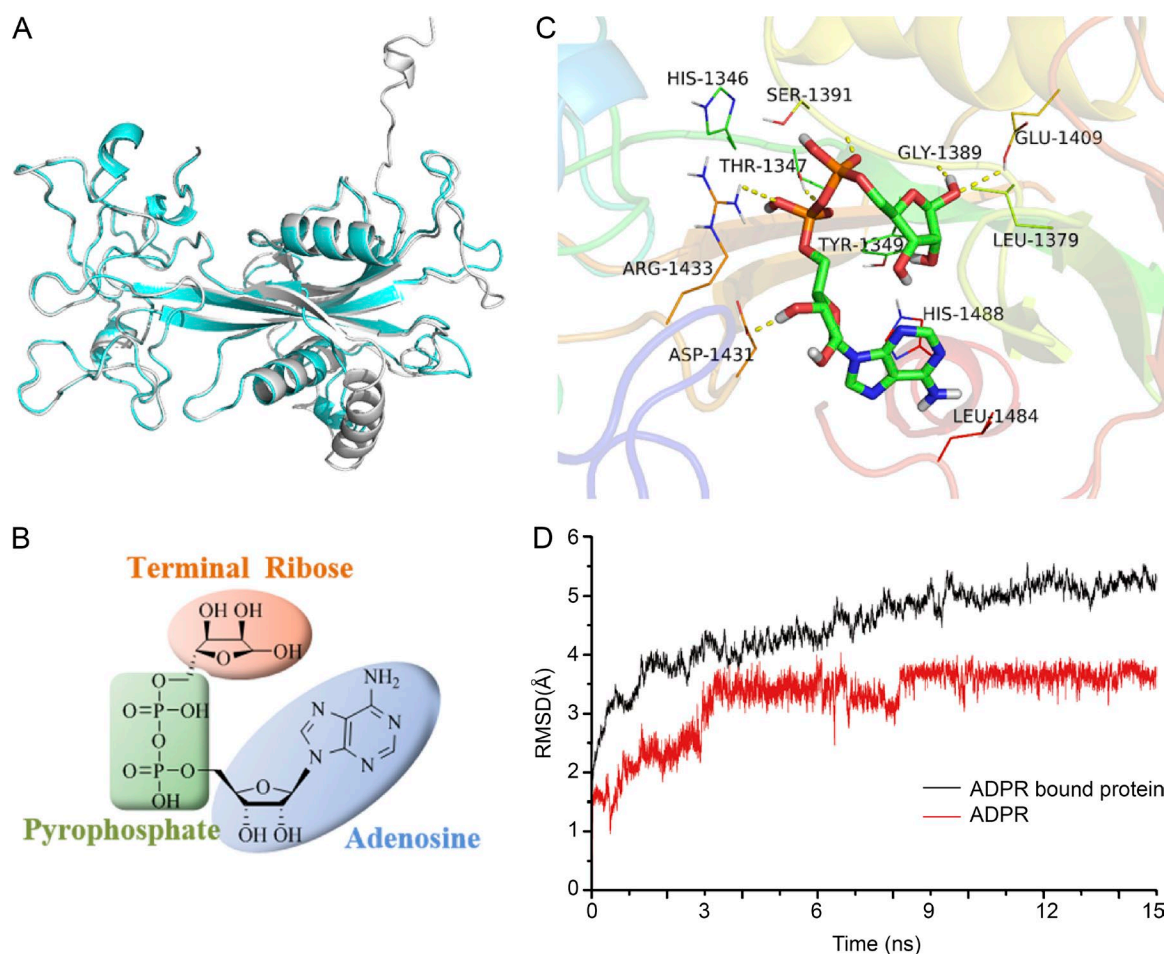 A
B
Terminal Ribose
OH OH
O OH
O
O=P-OH
O
O=P-O
OH
O
OH OH
NH₂
N
N
N
N
Pyrophosphate
Adenosine
C
HIS-1346
SER-1391
GLY-1389
GLU-1409
THR-1347
TYR-1349
LEU-1379
ARG-1433
HIS-1488
ASP-1431
LEU-1484
D
RMSD(Å)
6
5
4
3
2
1
0
ADPR bound protein
ADPR
0 3 6 9 12 15
Time (ns)